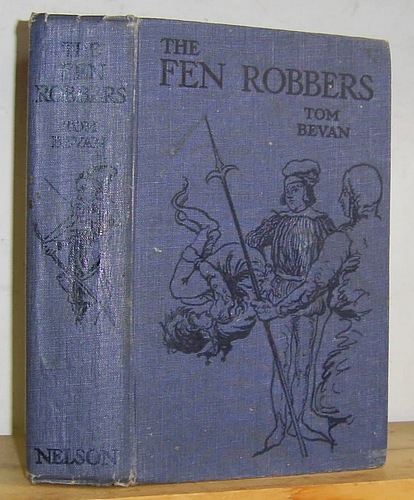 THE
FEN
ROBBERS
TOM
BEVAN
NELSON
THE
FEN ROBBERS
TOM
BEVAN